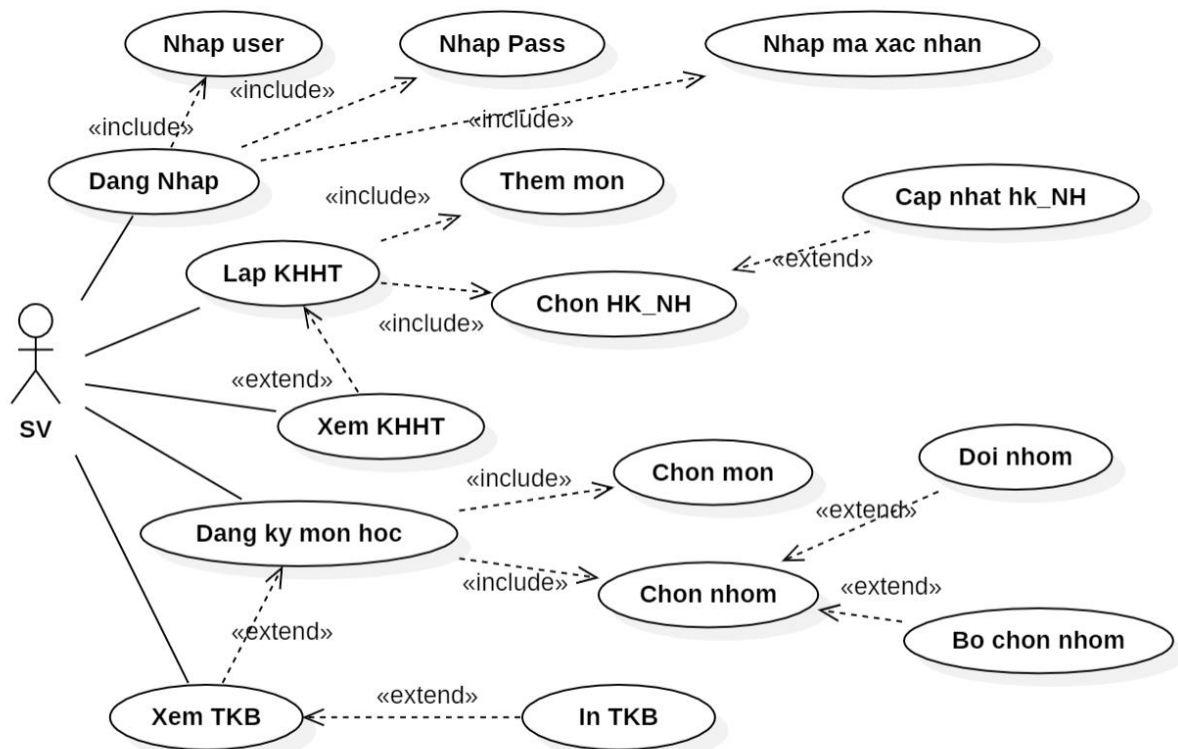 Nhap user
Nhap Pass
Nhap ma xac nhan
«include»
«include»
«include»
Dang Nhap
Them mon
«include»
Cap nhat hk_NH
Lap KHHT
«extend»
Chon HK_NH
«include»
SV
«extend»
Xem KHHT
Chon mon
Doi nhom
«include»
«extend»
Dang ky mon hoc
«include»
Chon nhom
«extend»
Bo chon nhom
«extend»
«extend»
Xem TKB
In TKB